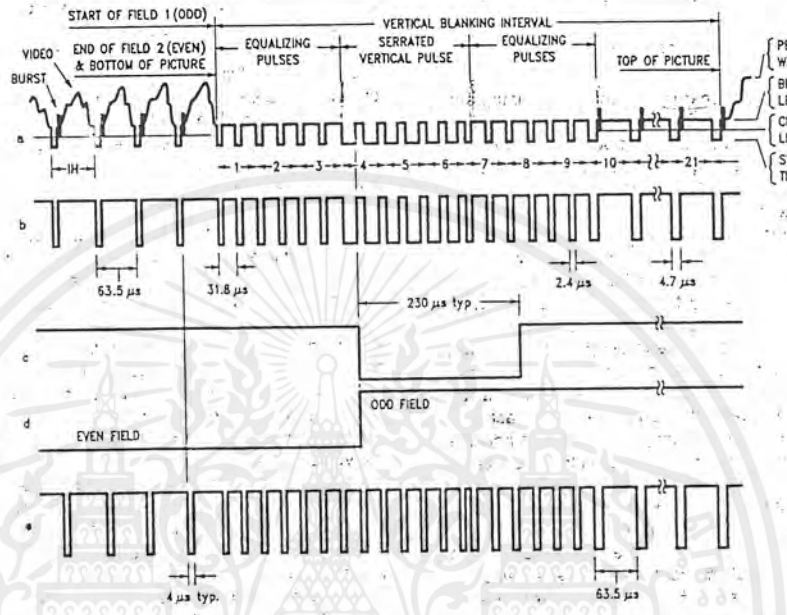 START OF FIELD 1 (ODD)
VERTICAL BLANKING INTERVAL
VIDEO
BURST
END OF FIELD 2 (EVEN)
& BOTTOM OF PICTURE
EQUALIZING
PULSES
SERRATED
VERTICAL PULSE
EQUALIZING
PULSES
TOP OF PICTURE
a
1H
1 2 3 4 5 6 7 8 9 10 21
b
63.5 µs
31.8 µs
2.4 µs
4.7 µs
230 µs typ.
c
d
EVEN FIELD
ODD FIELD
e
4 µs typ.
63.5 µs